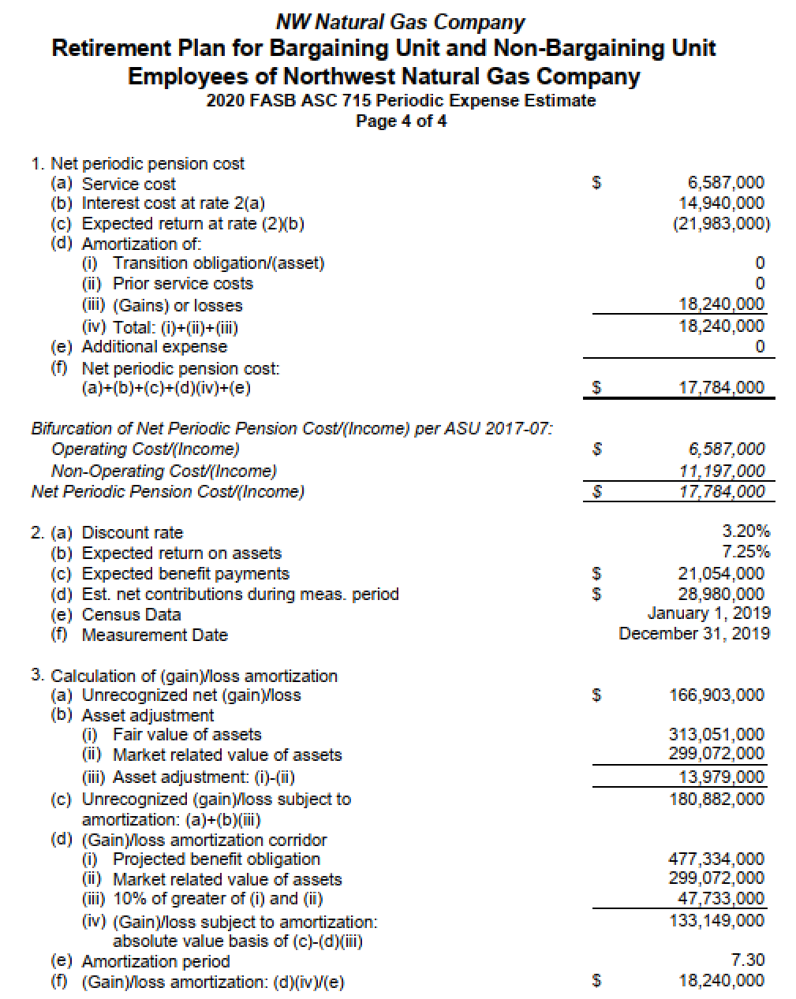 NW Natural Gas Company
Retirement Plan for Bargaining Unit and Non-Bargaining Unit
Employees of Northwest Natural Gas Company
2020 FASB ASC 715 Periodic Expense Estimate
Page 4 of 4
1. Net periodic pension cost
(a) Service cost $ 6,587,000
(b) Interest cost at rate 2(a) 14,940,000
(c) Expected return at rate (2)(b) (21,983,000)
(d) Amortization of:
(i) Transition obligation/(asset) 0
(ii) Prior service costs 0
(iii) (Gains) or losses 18,240,000
(iv) Total: (i)+(ii)+(iii) 18,240,000
(e) Additional expense 0
(f) Net periodic pension cost:
(a)+(b)+(c)+(d)(iv)+(e) $ 17,784,000
Bifurcation of Net Periodic Pension Cost/(Income) per ASU 2017-07:
Operating Cost/(Income) $ 6,587,000
Non-Operating Cost/(Income) 11,197,000
Net Periodic Pension Cost/(Income) $ 17,784,000
2. (a) Discount rate 3.20%
(b) Expected return on assets 7.25%
(c) Expected benefit payments $ 21,054,000
(d) Est. net contributions during meas. period $ 28,980,000
(e) Census Data January 1, 2019
(f) Measurement Date December 31, 2019
3. Calculation of (gain)/loss amortization
(a) Unrecognized net (gain)/loss $ 166,903,000
(b) Asset adjustment
(i) Fair value of assets 313,051,000
(ii) Market related value of assets 299,072,000
(iii) Asset adjustment: (i)-(ii) 13,979,000
(c) Unrecognized (gain)/loss subject to 180,882,000
amortization: (a)+(b)(iii)
(d) (Gain)/loss amortization corridor
(i) Projected benefit obligation 477,334,000
(ii) Market related value of assets 299,072,000
(iii) 10% of greater of (i) and (ii) 47,733,000
(iv) (Gain)/loss subject to amortization: 133,149,000
absolute value basis of (c)-(d)(iii)
(e) Amortization period 7.30
(f) (Gain)/loss amortization: (d)(iv)/(e) $ 18,240,000